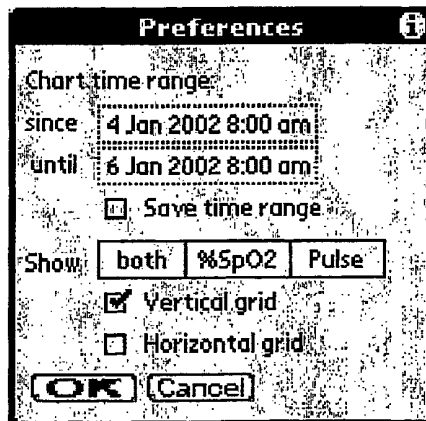 Preferences i
Chart time range:
since 4 Jan 2002 8:00 am
until 6 Jan 2002 8:00 am
Save time range
Show: both %SpO2 Pulse
Vertical grid
Horizontal grid
OK Cancel